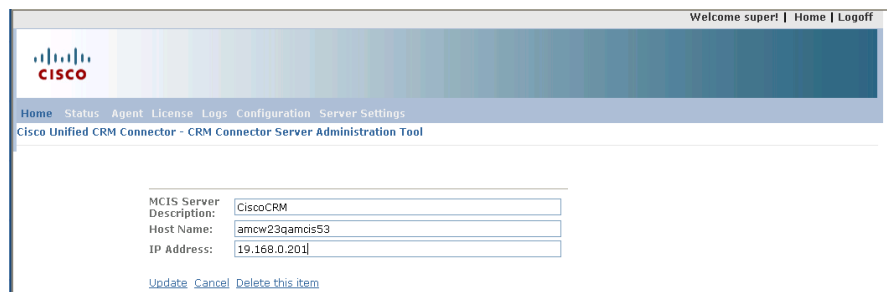 Welcome super! | Home | Logoff
CISCO
Home Status Agent License Logs Configuration Server Settings
Cisco Unified CRM Connector - CRM Connector Server Administration Tool
MCIS Server Description: CiscoCRM
Host Name: amcw23qamcis53
IP Address: 19.168.0.201
Update Cancel Delete this item